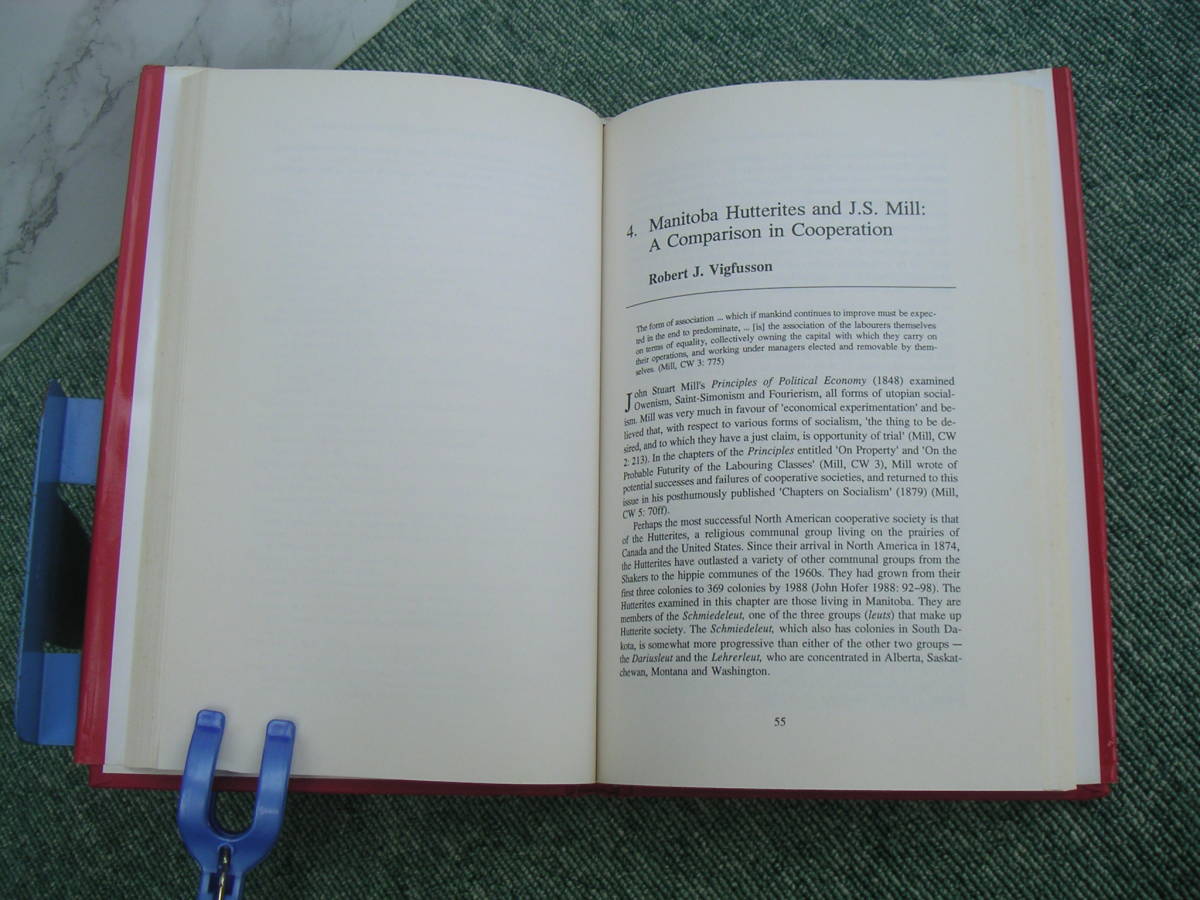 4. Manitoba Hutterites and J.S. Mill:
A Comparison in Cooperation
Robert J. Vigfusson
The form of association ... which if mankind continues to improve must be expec-
ted in the end to predominate, ... [is] the association of the labourers themselves
on terms of equality, collectively owning the capital with which they carry on
their operations, and working under managers elected and removable by them-
selves. (Mill, CW 3: 775)
John Stuart Mill's Principles of Political Economy (1848) examined
Owenism, Saint-Simonism and Fourierism, all forms of utopian social-
ism. Mill was very much in favour of 'economical experimentation' and be-
lieved that, with respect to various forms of socialism, 'the thing to be de-
sired, and to which they have a just claim, is opportunity of trial' (Mill, CW
2: 213). In the chapters of the Principles entitled 'On Property' and 'On the
Probable Futurity of the Labouring Classes' (Mill, CW 3), Mill wrote of
potential successes and failures of cooperative societies, and returned to this
issue in his posthumously published 'Chapters on Socialism' (1879) (Mill,
CW 5: 70ff).
Perhaps the most successful North American cooperative society is that
of the Hutterites, a religious communal group living on the prairies of
Canada and the United States. Since their arrival in North America in 1874,
the Hutterites have outlasted a variety of other communal groups from the
Shakers to the hippie communes of the 1960s. They had grown from their
first three colonies to 369 colonies by 1988 (John Hofer 1988: 92–98). The
Hutterites examined in this chapter are those living in Manitoba. They are
members of the Schmiedeleut, one of the three groups (leuts) that make up
Hutterite society. The Schmiedeleut, which also has colonies in South Da-
kota, is somewhat more progressive than either of the other two groups —
the Dariusleut and the Lehrerleut, who are concentrated in Alberta, Saskat-
chewan, Montana and Washington.
55